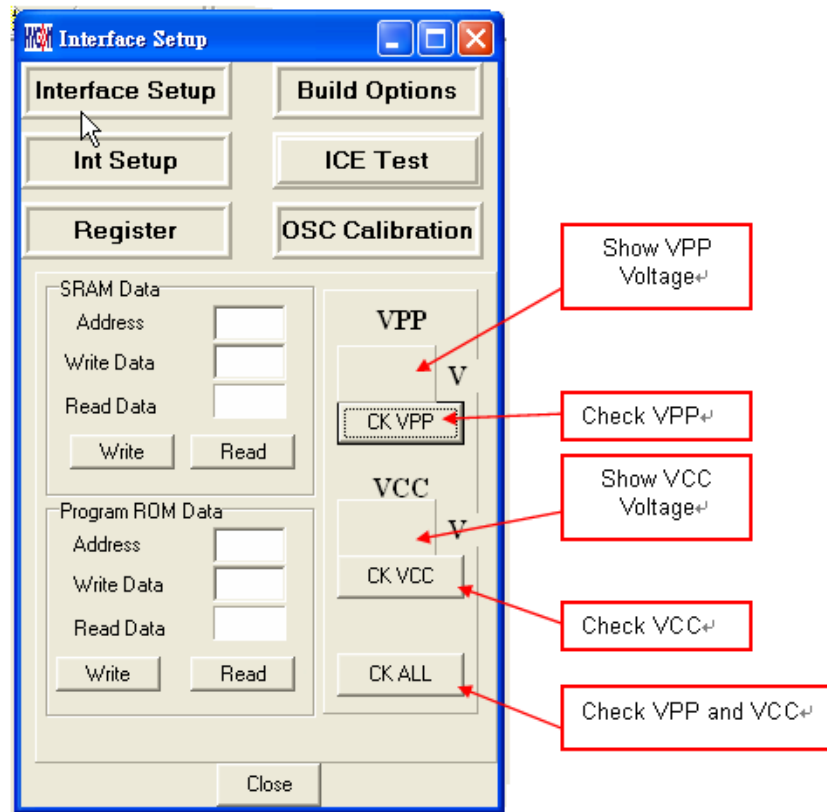 Interface Setup
Interface Setup
Build Options
Int Setup
ICE Test
Register
OSC Calibration
SRAM Data
Address
Write Data
Read Data
Write
Read
Program ROM Data
Address
Write Data
Read Data
Write
Read
VPP
V
CK VPP
VCC
V
CK VCC
CK ALL
Close
Show VPP
Voltage↵
Check VPP↵
Show VCC
Voltage↵
Check VCC↵
Check VPP and VCC↵